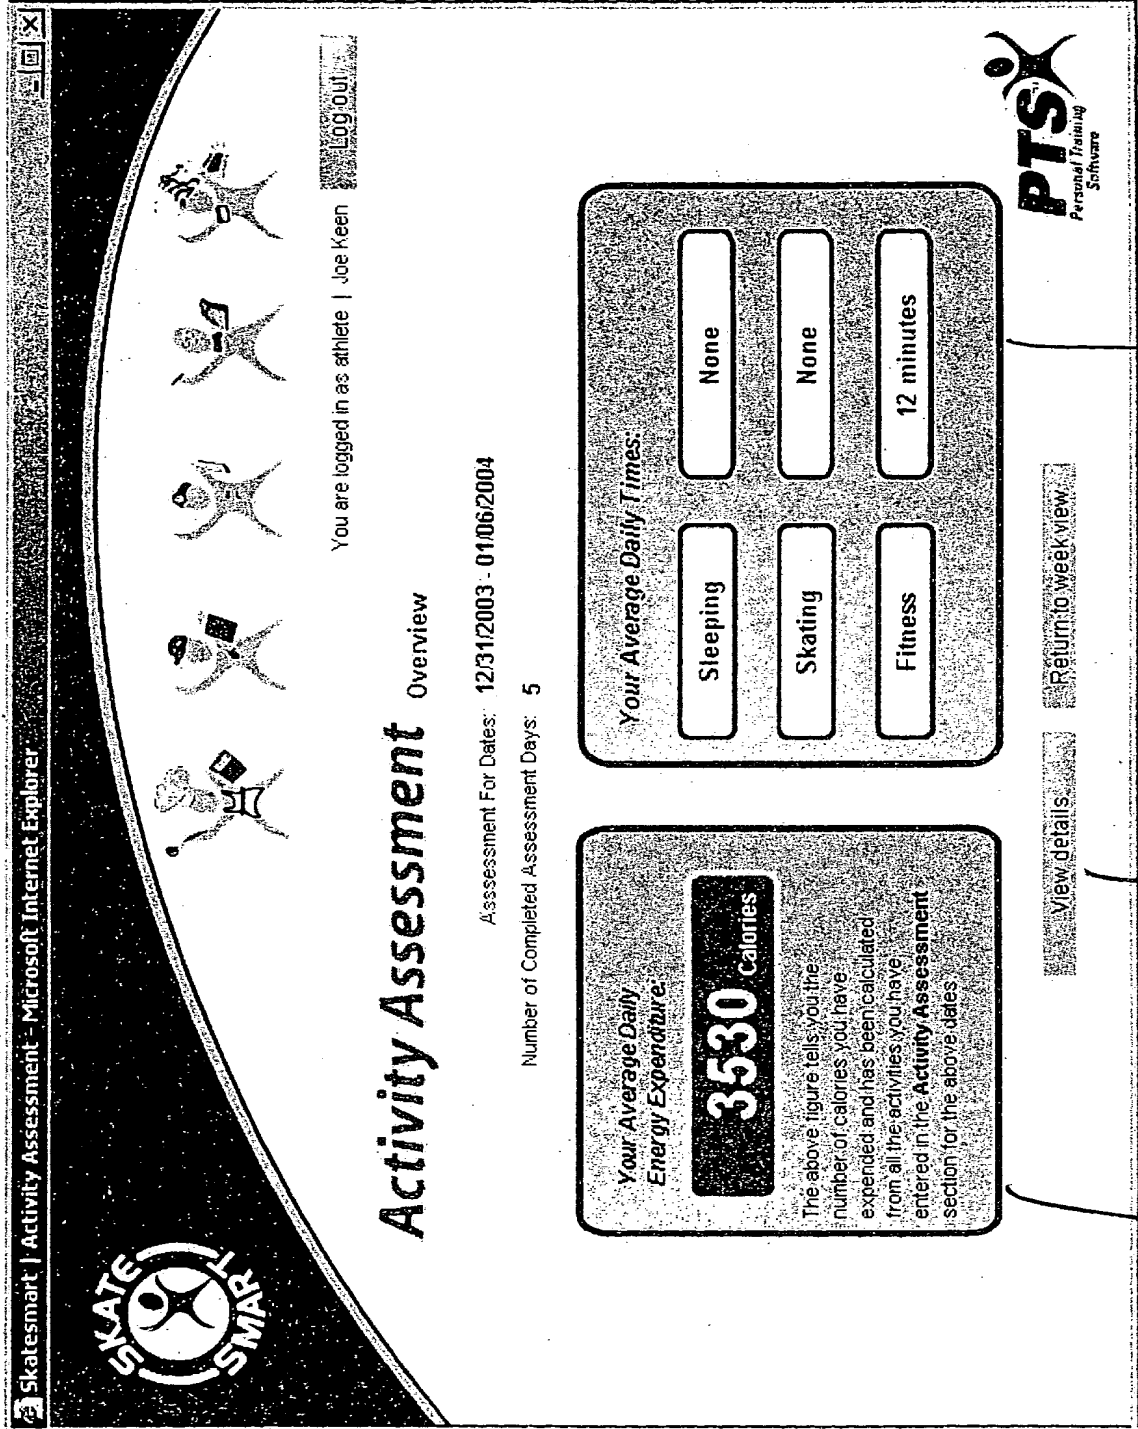 Skatesmart | Activity Assessment - Microsoft Internet Explorer
SKATE
SMART
You are logged in as athlete | Joe Keen
Log out
Activity Assessment Overview
Asssessment For Dates: 12/31/2003 - 01/06/2004
Number of Completed Assessment Days: 5
Your Average Daily
Energy Expenditure:
3530 Calories
The above figure tells you the
number of calories you have
expended and has been calculated
from all the activities you have
entered in the Activity Assessment
section for the above dates
Your Average Daily Times:
Sleeping None
Skating None
Fitness 12 minutes
View details
Return to week view
PTS
Personal Training
Software